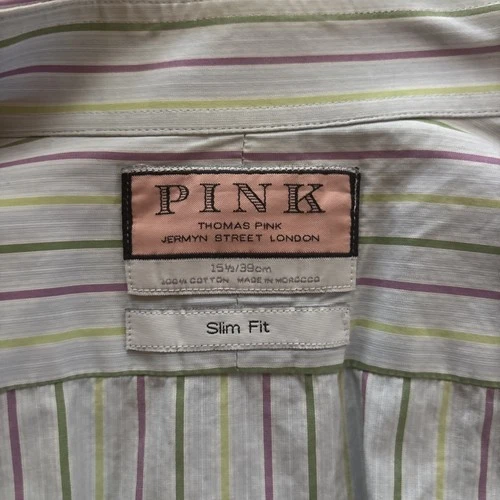 PINK
THOMAS PINK
JERMYN STREET LONDON
15½/39cm
100% COTTON MADE IN MOROCCO
Slim Fit